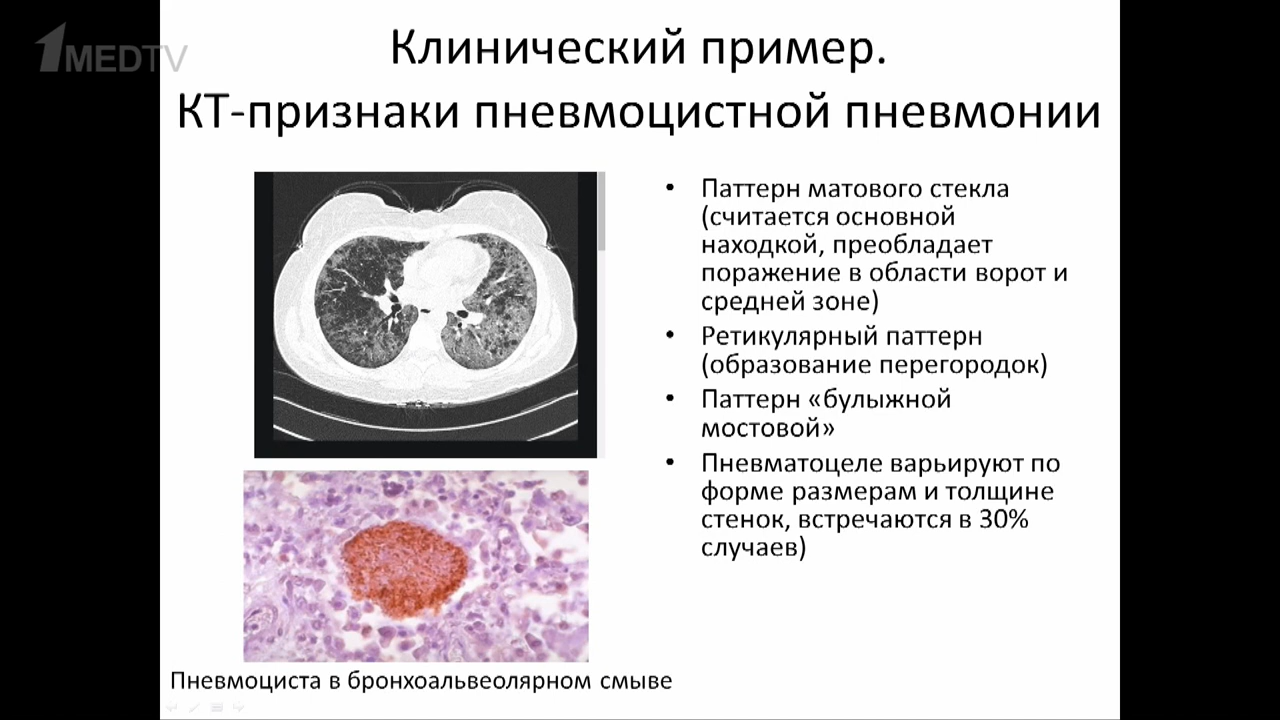 1MEDTV
Клинический пример.
КТ-признаки пневмоцистной пневмонии
• Паттерн матового стекла
(считается основной
находкой, преобладает
поражение в области ворот и
средней зоне)
• Ретикулярный паттерн
(образование перегородок)
• Паттерн «булыжной
мостовой»
• Пневматоцеле варьируют по
форме размерам и толщине
стенок, встречаются в 30%
случаев)
Пневмоциста в бронхоальвеолярном смыве